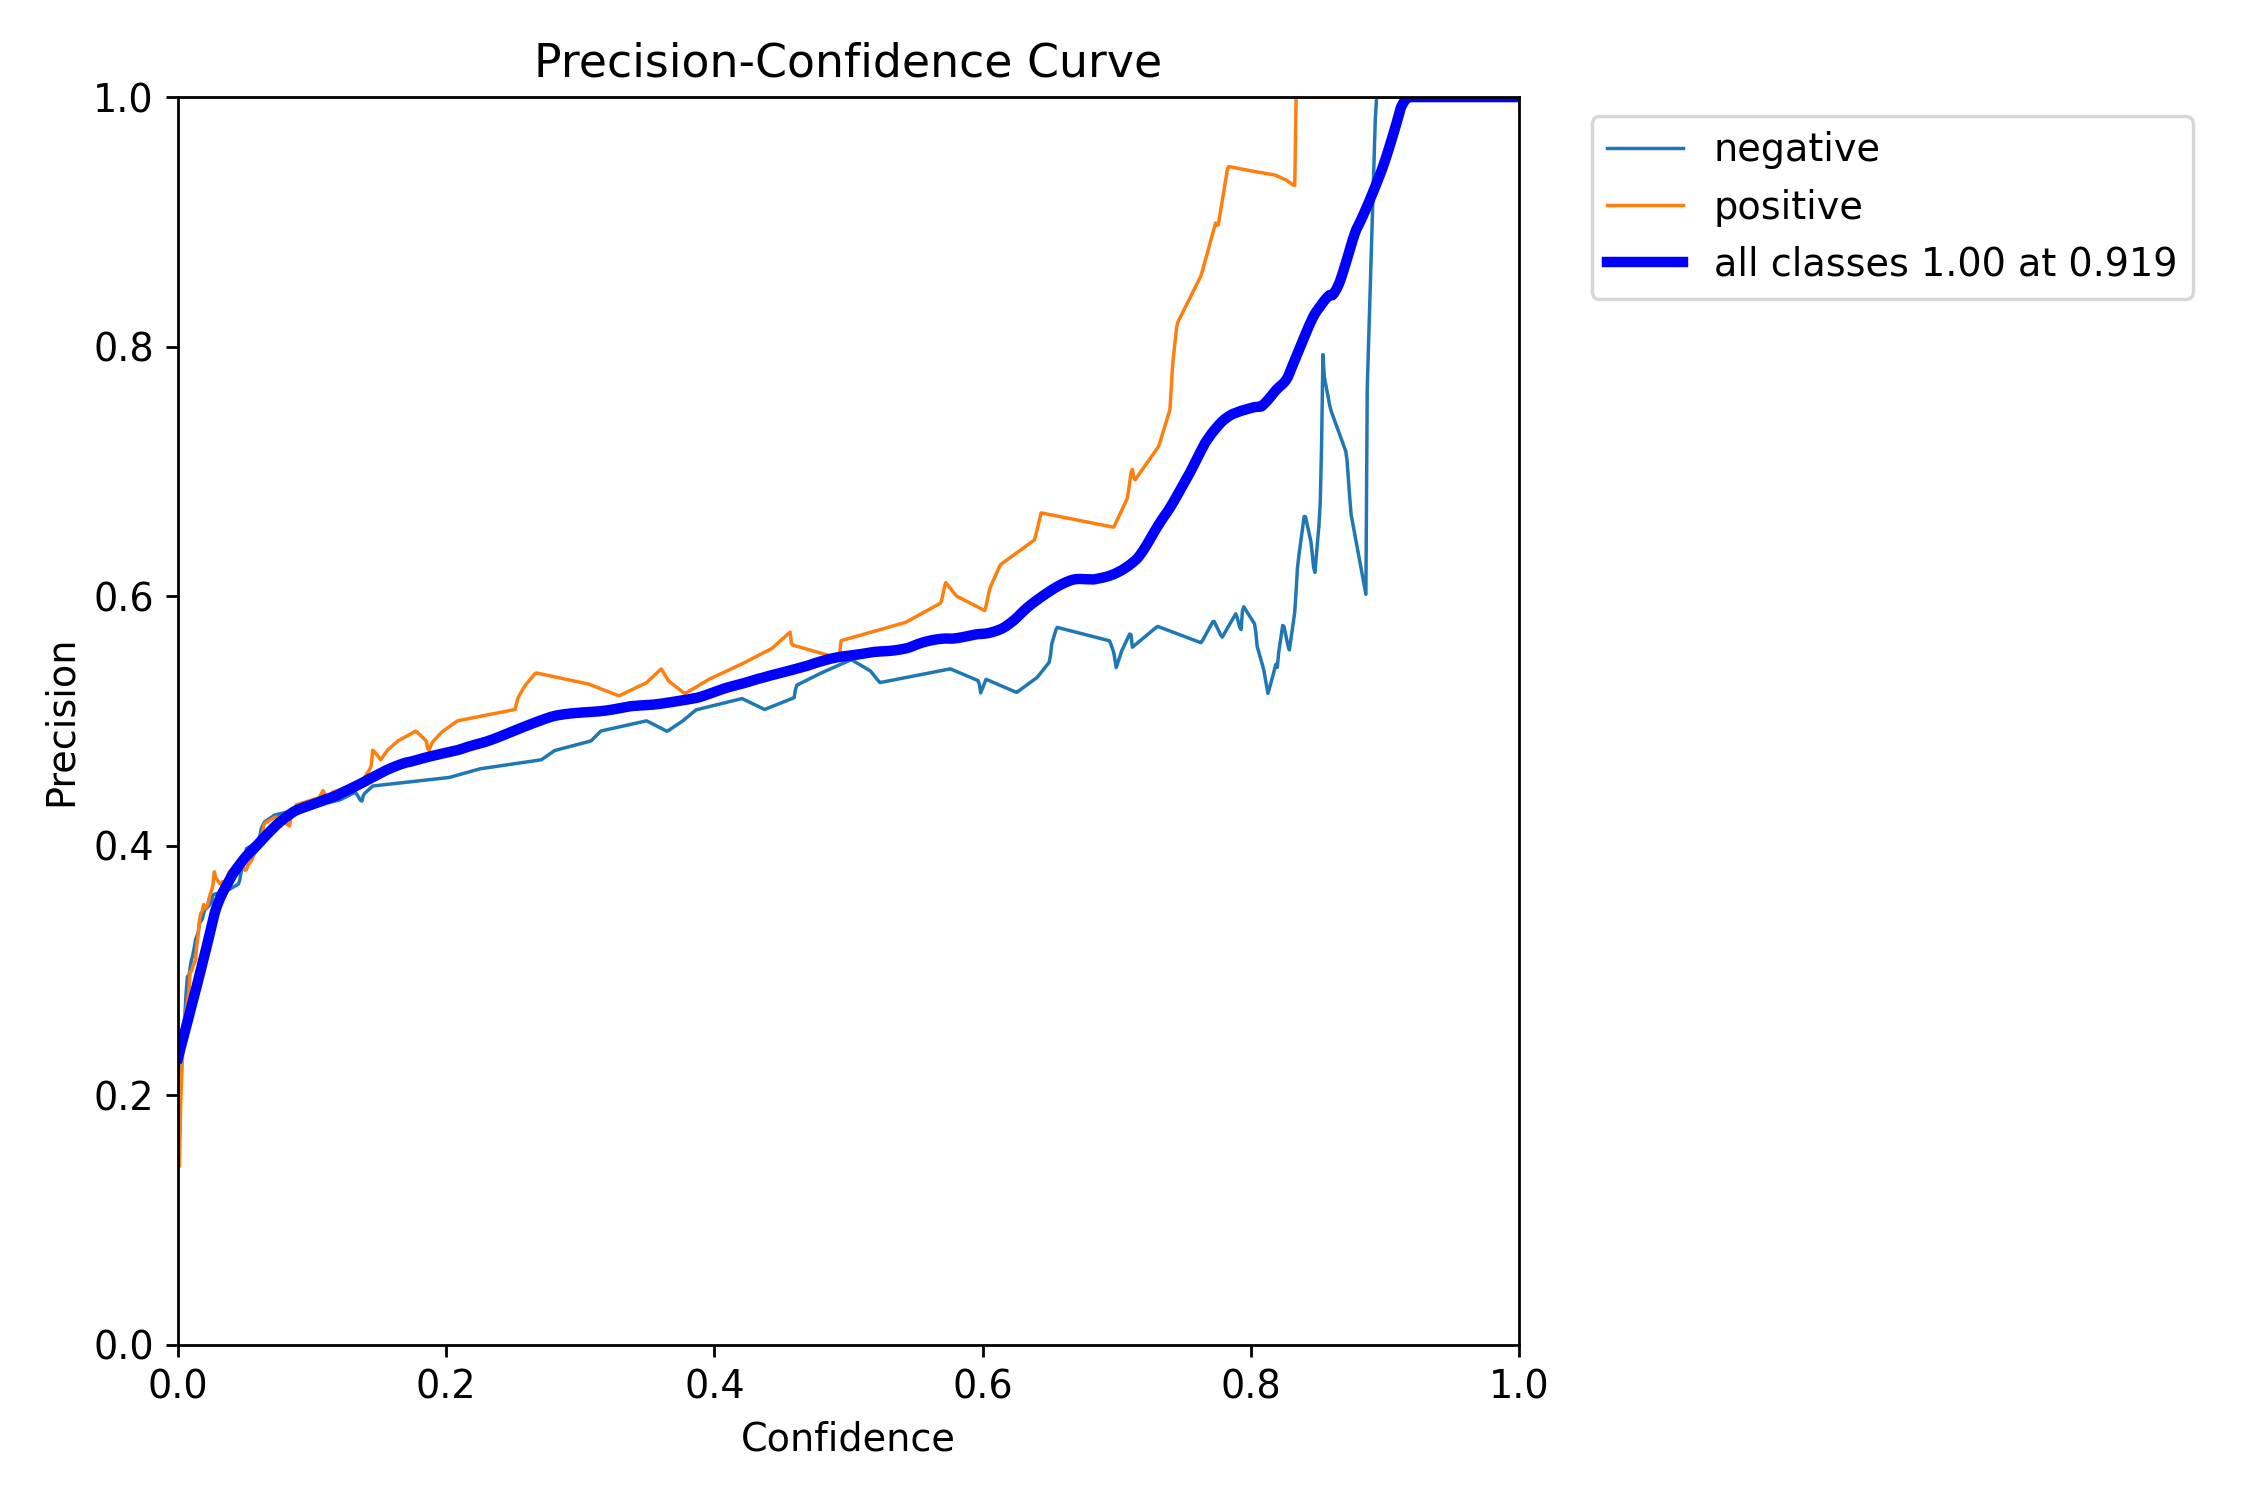 Precision-Confidence Curve
1.0
0.8
0.6
0.4
0.2
0.0
Precision
0.0 0.2 0.4 0.6 0.8 1.0
Confidence
negative
positive
all classes 1.00 at 0.919